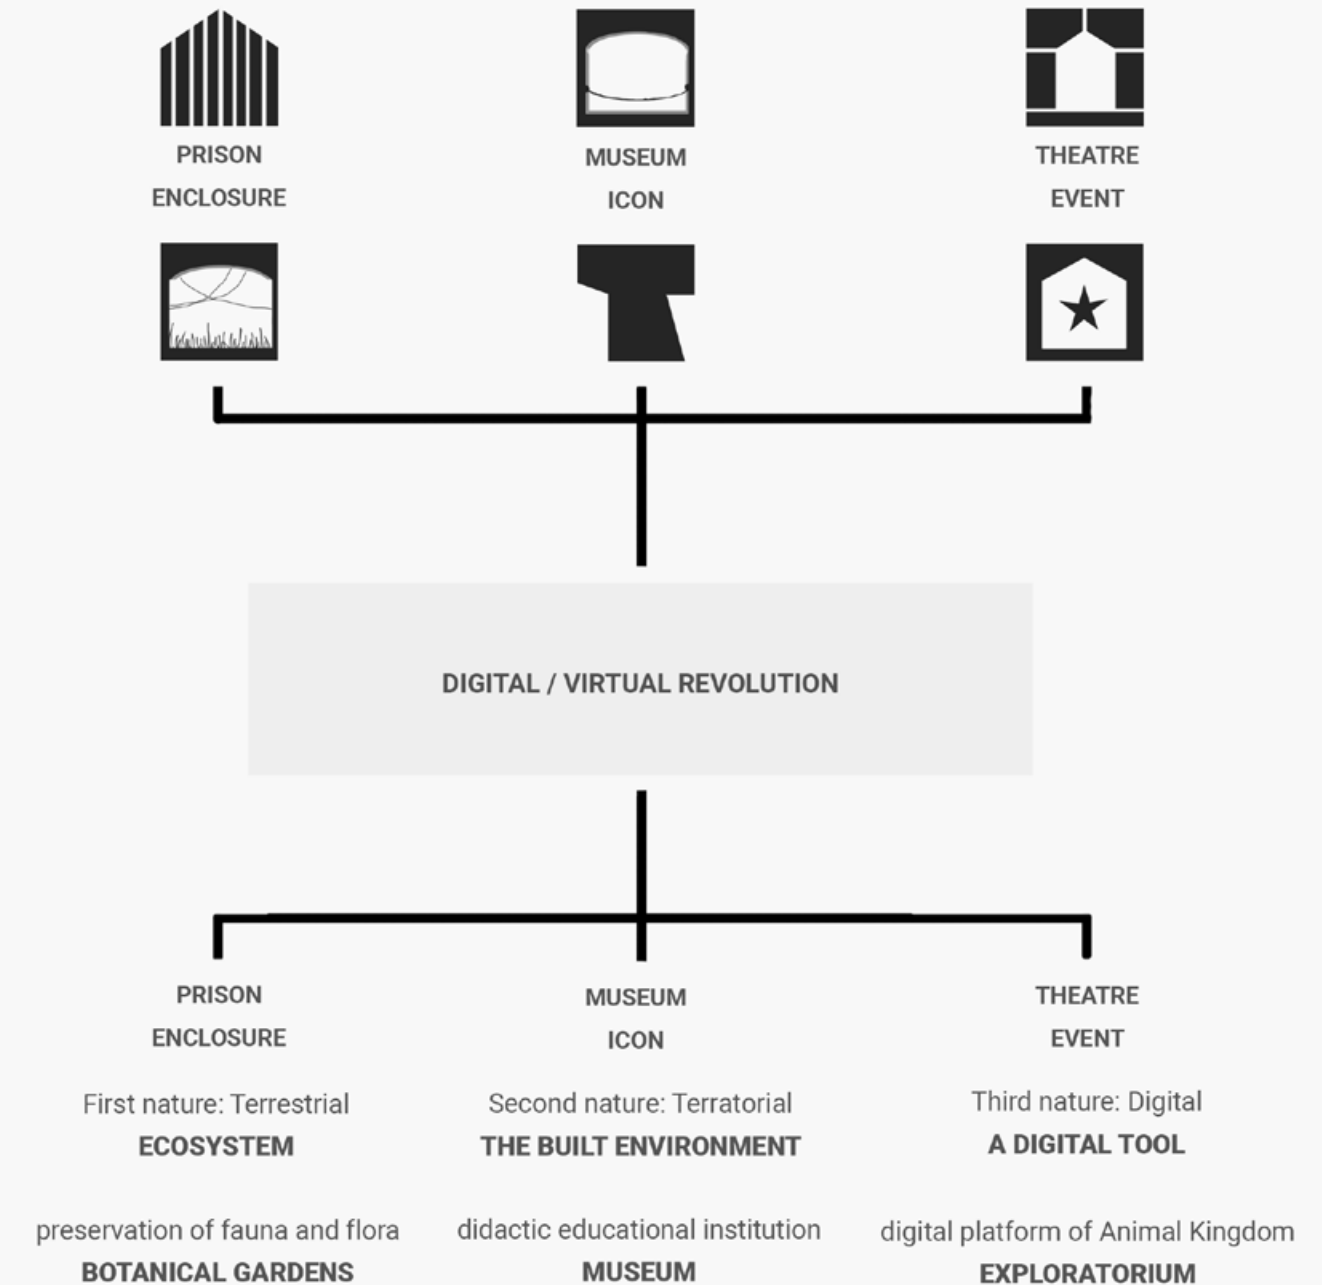 PRISON
ENCLOSURE
MUSEUM
ICON
THEATRE
EVENT
DIGITAL / VIRTUAL REVOLUTION
PRISON
ENCLOSURE
First nature: Terrestrial
ECOSYSTEM
preservation of fauna and flora
BOTANICAL GARDENS
MUSEUM
ICON
Second nature: Terratorial
THE BUILT ENVIRONMENT
didactic educational institution
MUSEUM
THEATRE
EVENT
Third nature: Digital
A DIGITAL TOOL
digital platform of Animal Kingdom
EXPLORATORIUM